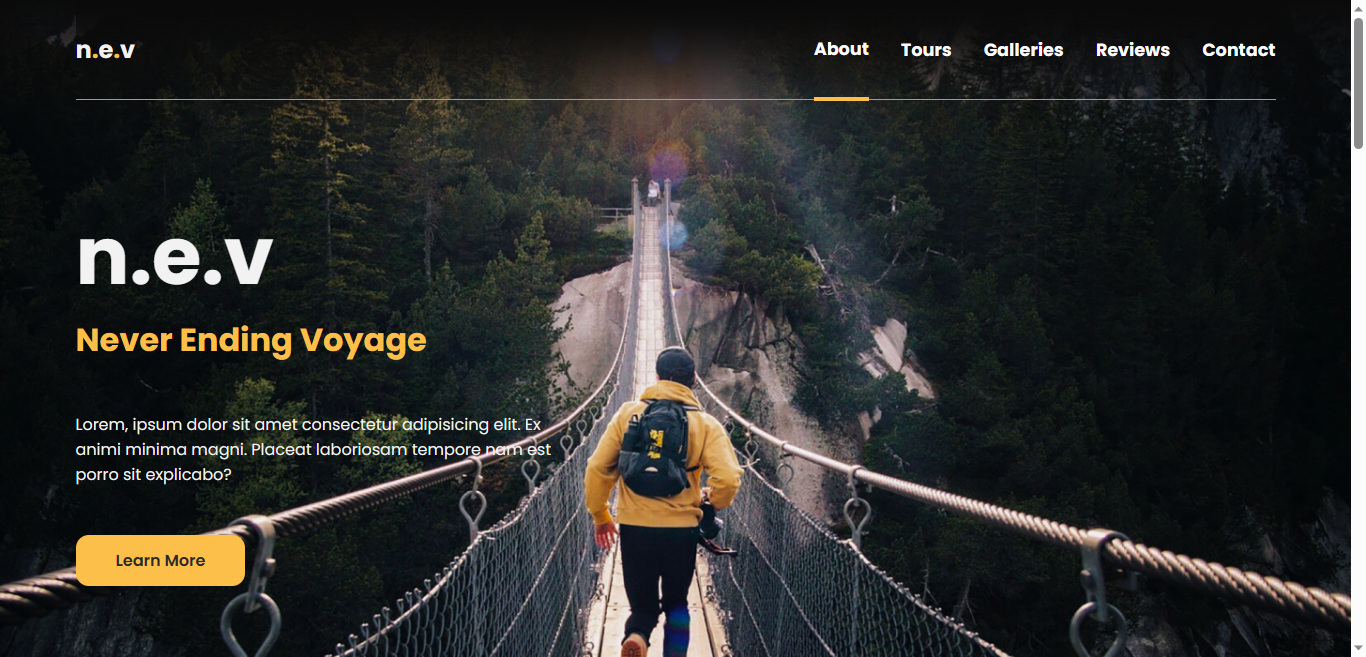 n.e.v
About Tours Galleries Reviews Contact
n.e.v
Never Ending Voyage
Lorem, ipsum dolor sit amet consectetur adipisicing elit. Ex
animi minima magni. Placeat laboriosam tempore nam est
porro sit explicabo?
Learn More